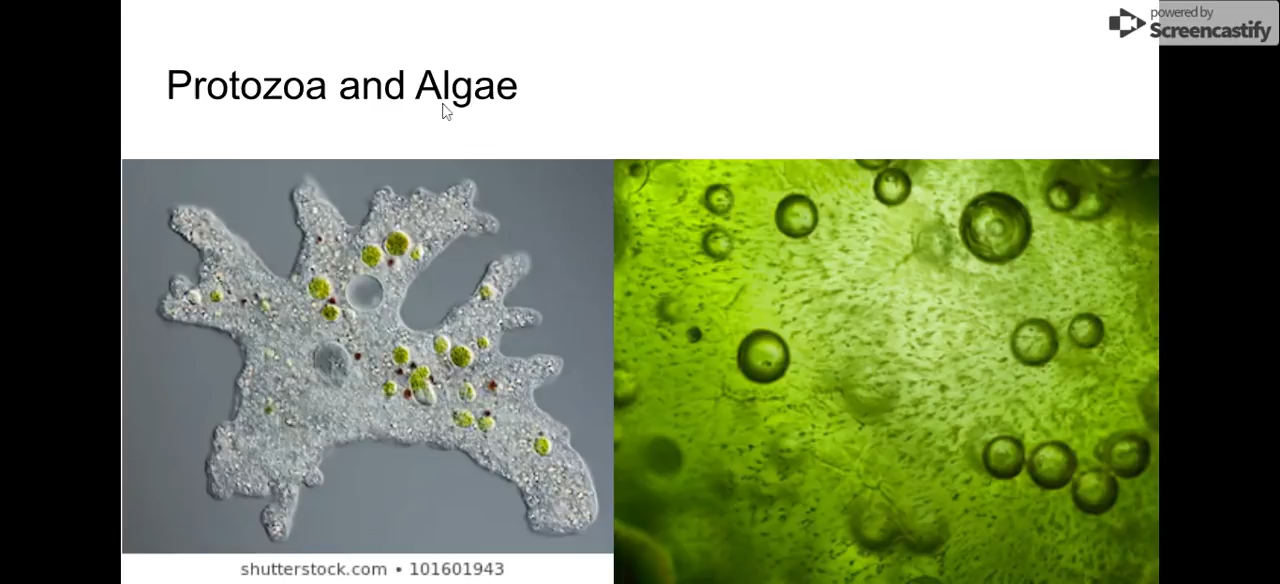 powered by
Screencastify
Protozoa and Algae
shutterstock.com • 101601943